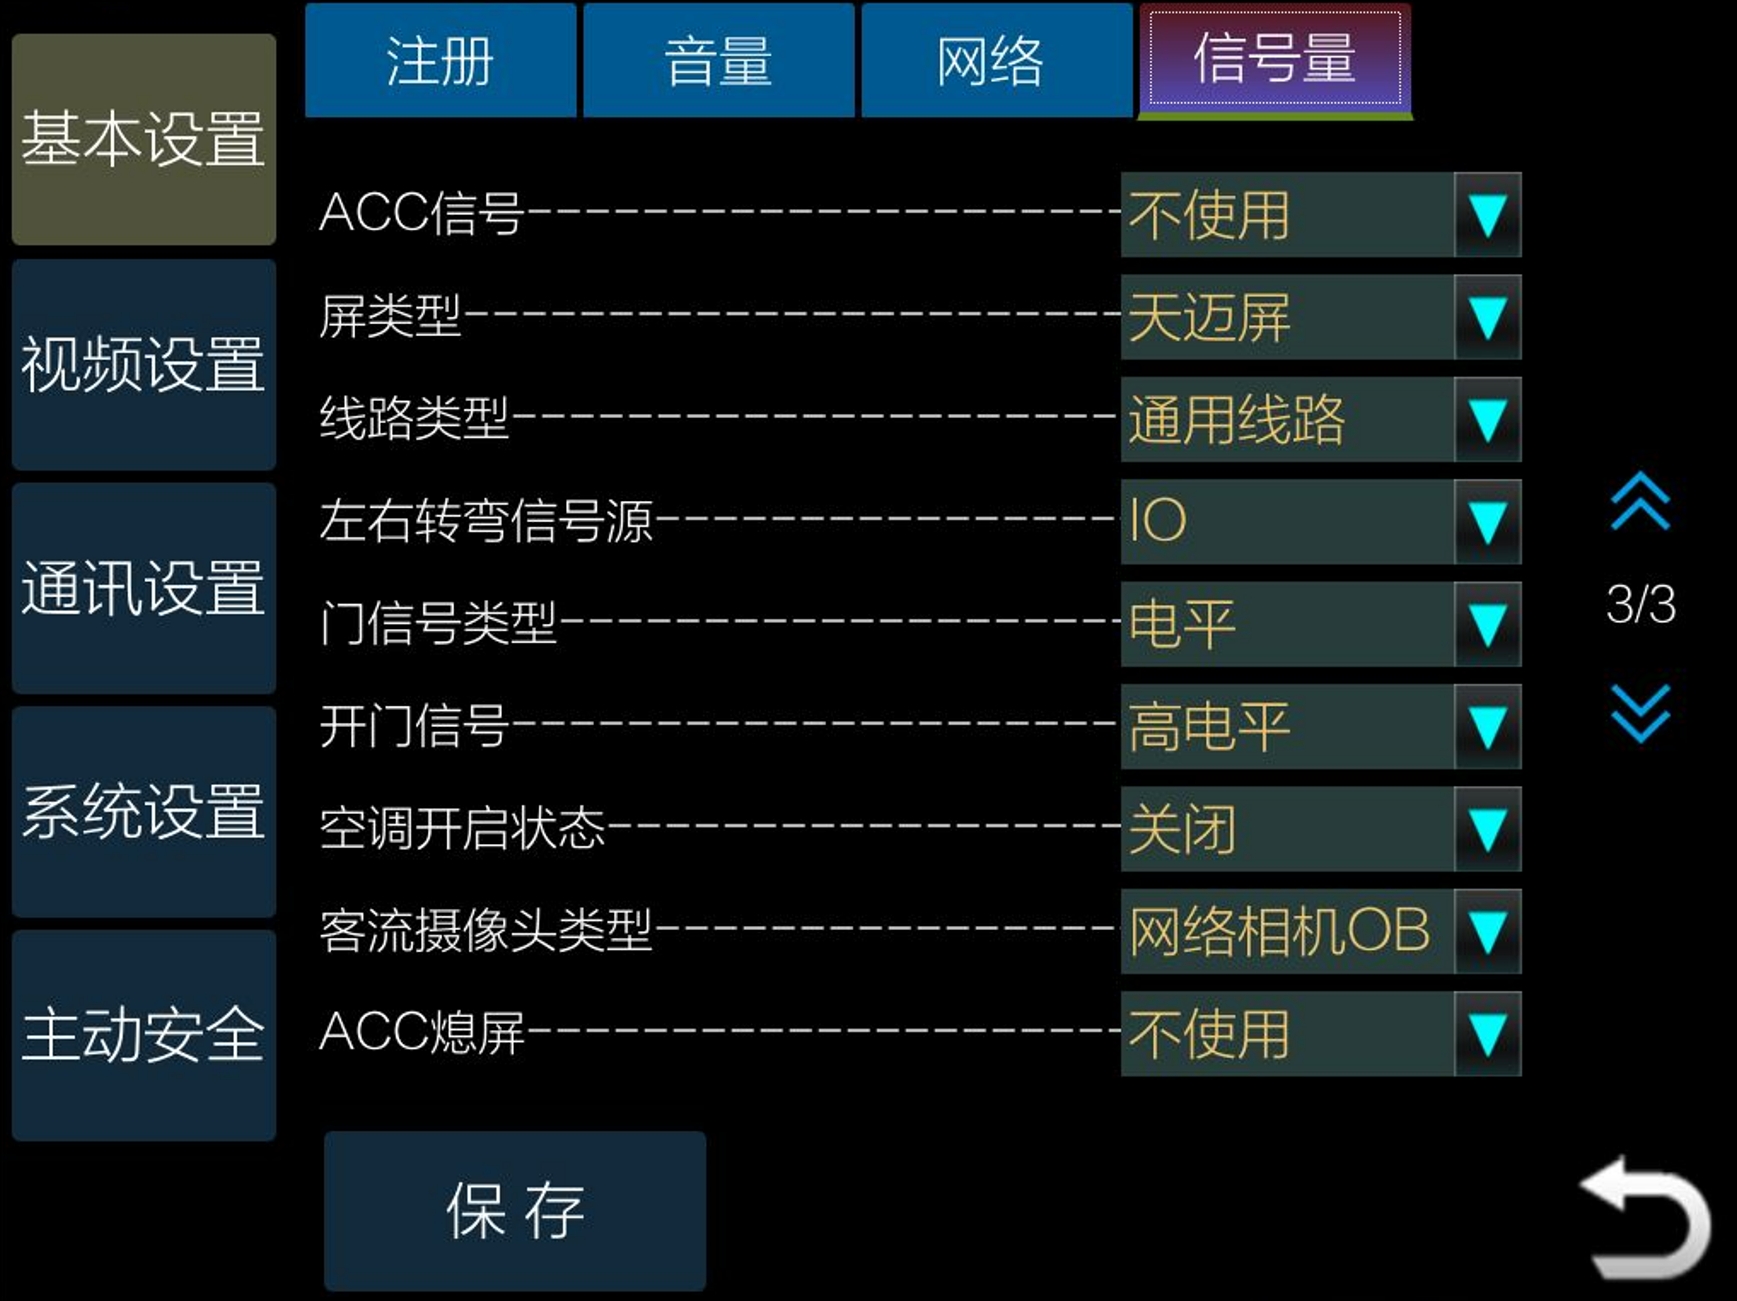 注册 音量 网络 信号量
基本设置
视频设置
通讯设置
系统设置
主动安全
ACC信号 不使用
屏类型 天迈屏
线路类型 通用线路
左右转弯信号源 IO
门信号类型 电平
开门信号 高电平
空调开启状态 关闭
客流摄像头类型 网络相机OB
ACC熄屏 不使用
3/3
保存